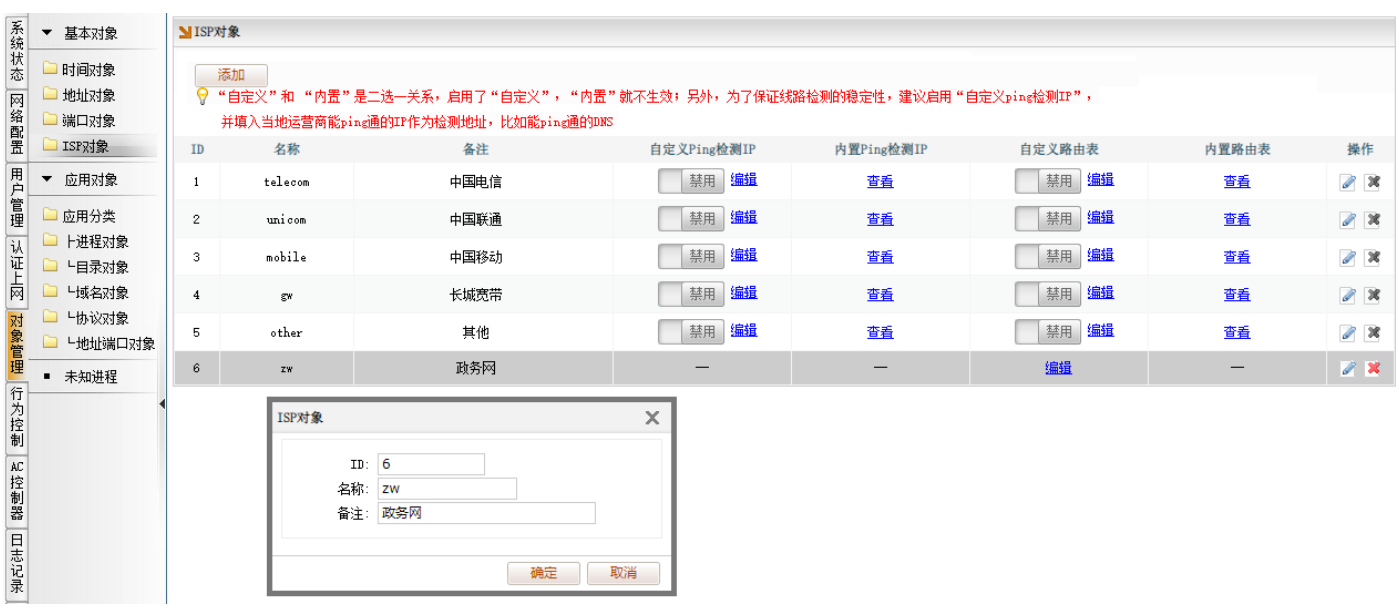 系统状态
网络配置
用户管理
认证上网
对象管理
行为控制
AC控制器
日志记录
基本对象
时间对象
地址对象
端口对象
ISP对象
应用对象
应用分类
├进程对象
└目录对象
└域名对象
└协议对象
└地址端口对象
未知进程
ISP对象
添加
“自定义”和 “内置”是二选一关系，启用了“自定义”，“内置”就不生效；另外，为了保证线路检测的稳定性，建议启用“自定义ping检测IP”，
并填入当地运营商能ping通的IP作为检测地址，比如能ping通的DNS
ID 名称 备注 自定义Ping检测IP 内置Ping检测IP 自定义路由表 内置路由表 操作
1 telecom 中国电信 禁用 编辑 查看 禁用 编辑 查看
2 unicom 中国联通 禁用 编辑 查看 禁用 编辑 查看
3 mobile 中国移动 禁用 编辑 查看 禁用 编辑 查看
4 gw 长城宽带 禁用 编辑 查看 禁用 编辑 查看
5 other 其他 禁用 编辑 查看 禁用 编辑 查看
6 zw 政务网 — — 编辑 —
ISP对象
ID: 6
名称: zw
备注: 政务网
确定 取消